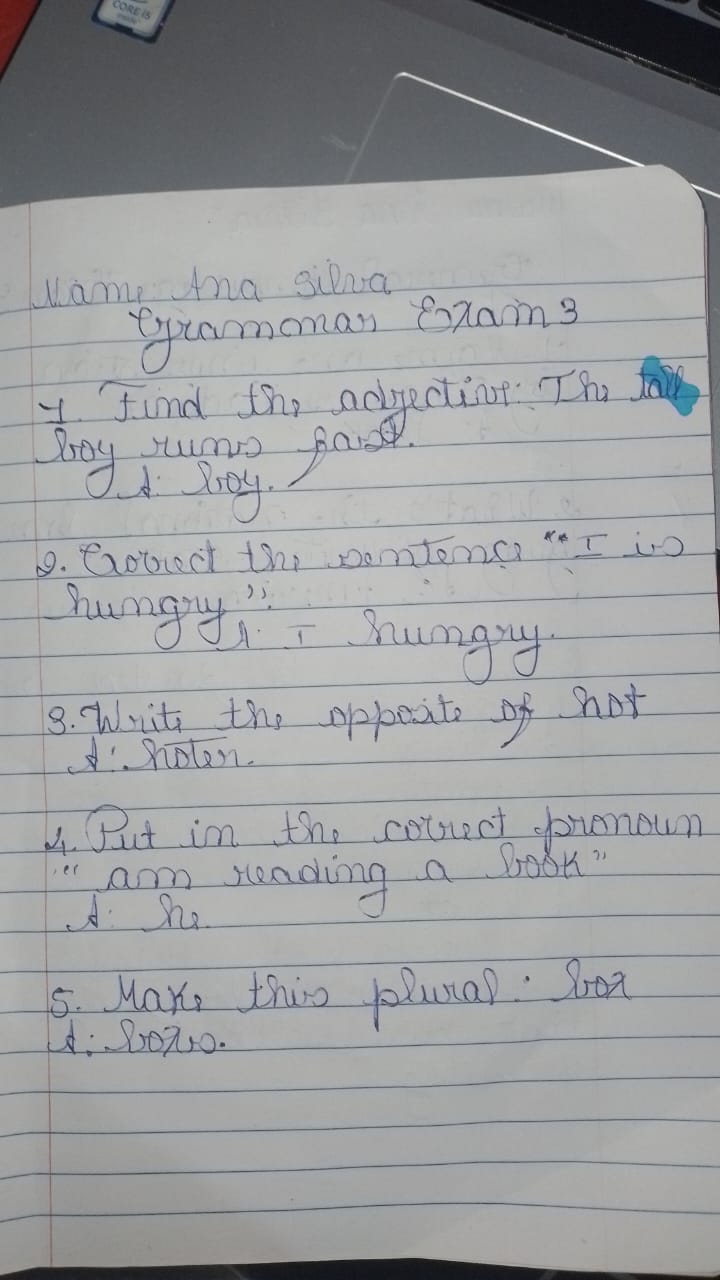 CORE i5
inside
Name Ana Silva
Grammar Exam 3
1. Find the adjective: The tall
boy runs fast.
A: boy.
2. Correct the sentence "I is
hungry".
A: I hungry.
3. Write the opposite of hot
A: hoter.
4. Put in the correct pronoun
" am reading a book"
A: he
5. Make this plural: box
A: